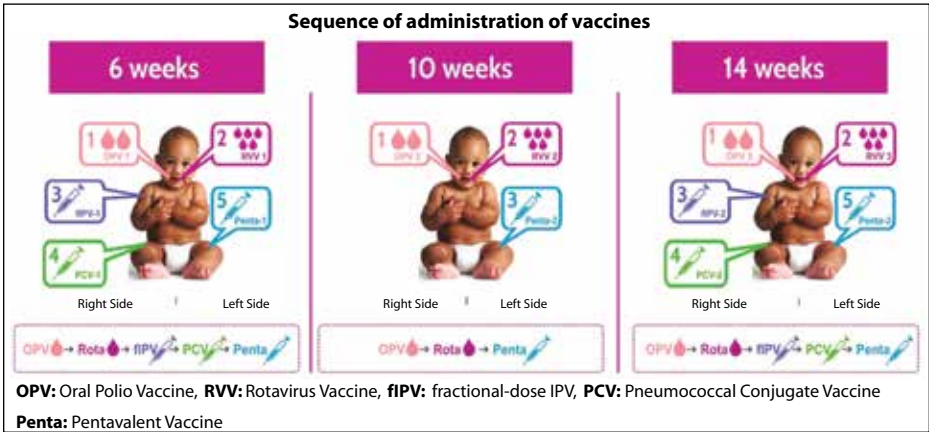 Sequence of administration of vaccines
6 weeks
1
OPV 1
2
RVV 1
3
fIPV-1
5
Penta-1
4
PCV-1
Right Side
Left Side
OPV → Rota → fIPV → PCV → Penta
10 weeks
1
OPV 2
2
RVV 2
3
Penta-2
Right Side
Left Side
OPV → Rota → Penta
14 weeks
1
OPV 3
2
RVV 3
3
fIPV-2
5
Penta-3
4
PCV-2
Right Side
Left Side
OPV → Rota → fIPV → PCV → Penta
OPV: Oral Polio Vaccine, RVV: Rotavirus Vaccine, fIPV: fractional-dose IPV, PCV: Pneumococcal Conjugate Vaccine
Penta: Pentavalent Vaccine